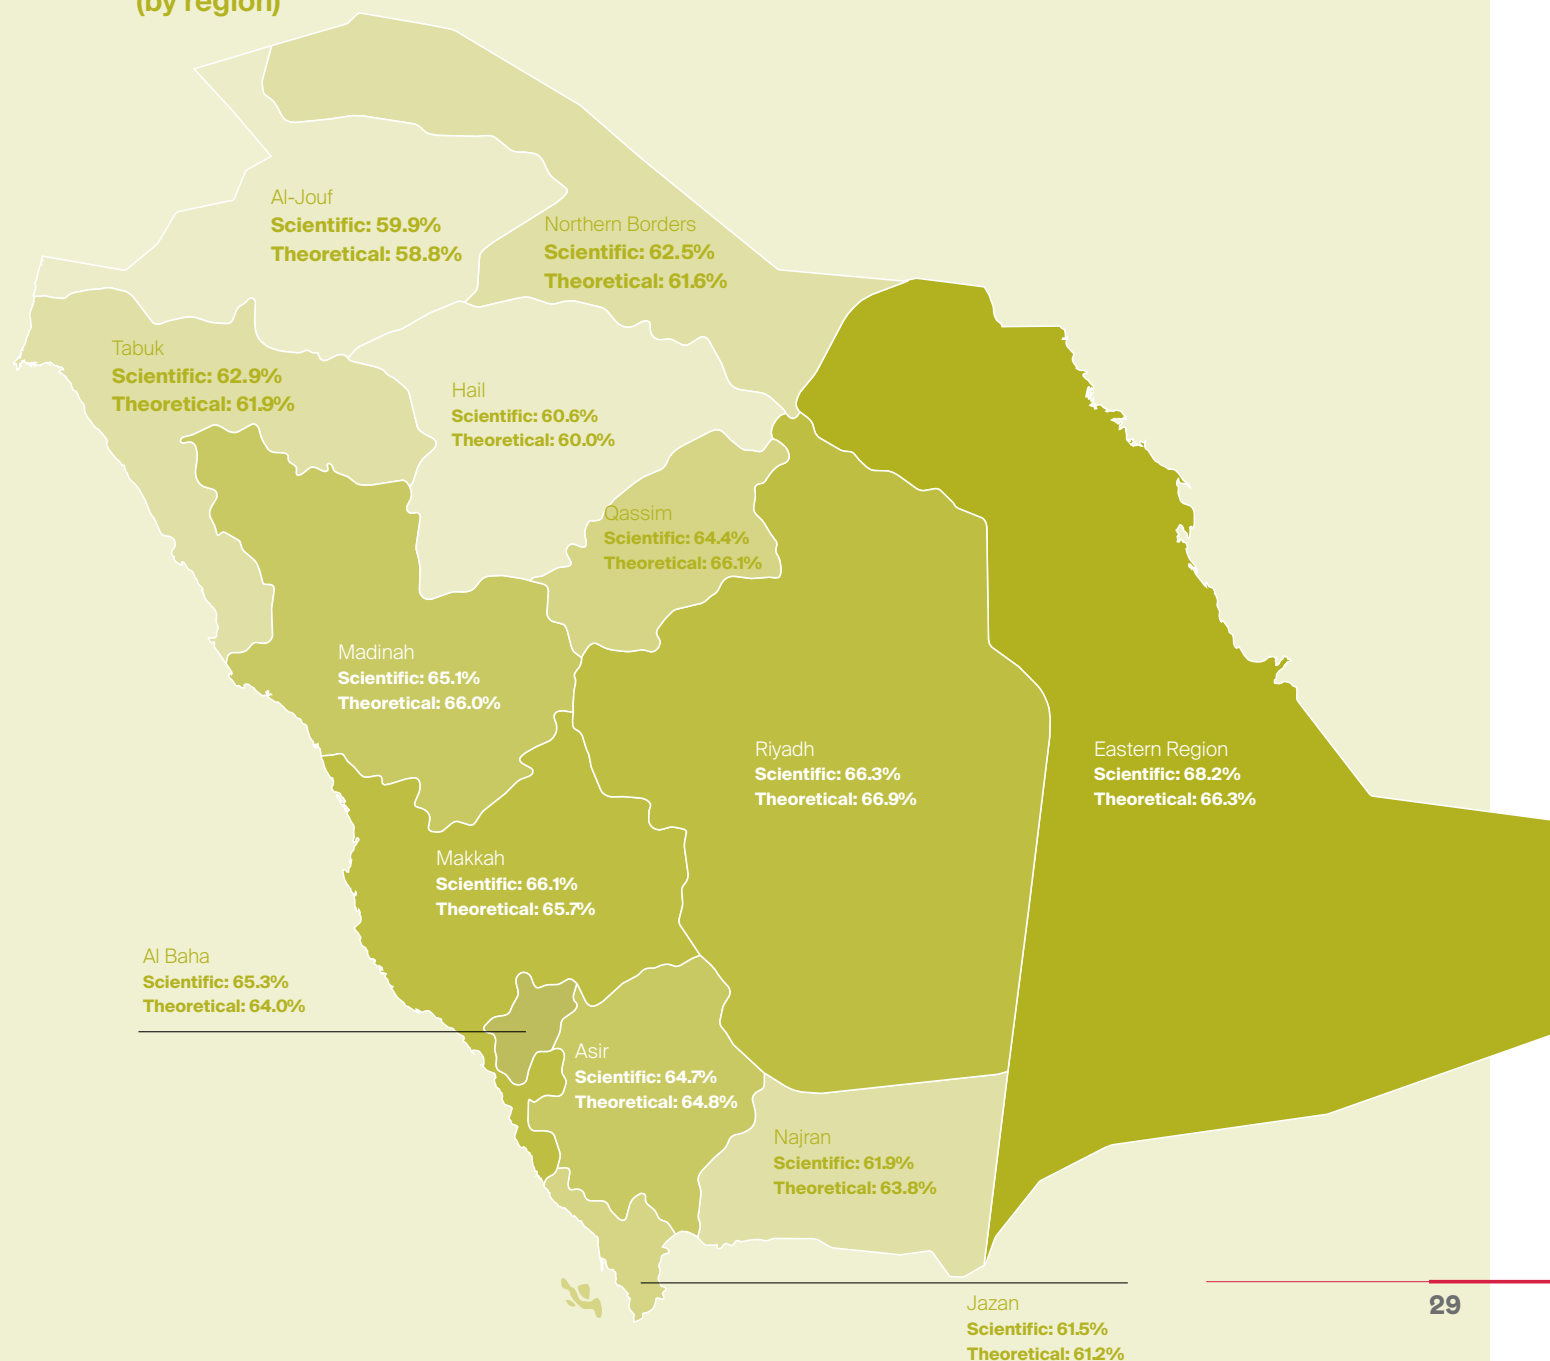 (by region)
Al-Jouf
Scientific: 59.9%
Theoretical: 58.8%
Northern Borders
Scientific: 62.5%
Theoretical: 61.6%
Tabuk
Scientific: 62.9%
Theoretical: 61.9%
Hail
Scientific: 60.6%
Theoretical: 60.0%
Qassim
Scientific: 64.4%
Theoretical: 66.1%
Madinah
Scientific: 65.1%
Theoretical: 66.0%
Riyadh
Scientific: 66.3%
Theoretical: 66.9%
Eastern Region
Scientific: 68.2%
Theoretical: 66.3%
Makkah
Scientific: 66.1%
Theoretical: 65.7%
Al Baha
Scientific: 65.3%
Theoretical: 64.0%
Asir
Scientific: 64.7%
Theoretical: 64.8%
Najran
Scientific: 61.9%
Theoretical: 63.8%
Jazan
Scientific: 61.5%
Theoretical: 61.2%
29